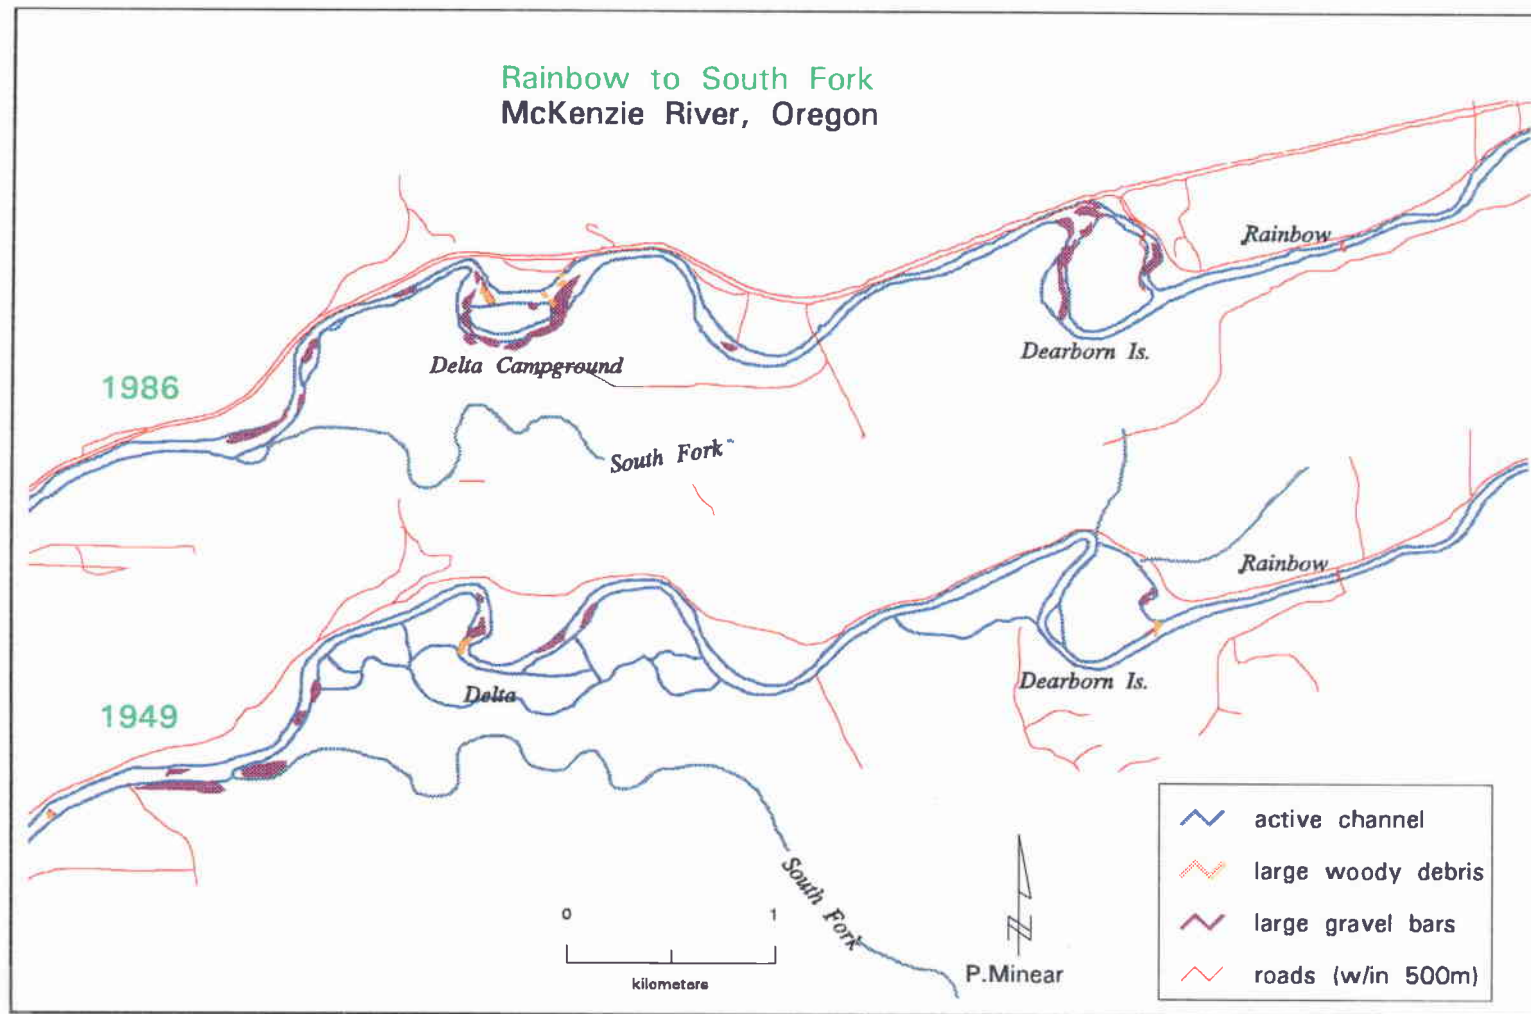 Rainbow to South Fork
McKenzie River, Oregon
Rainbow
Dearborn Is.
Delta Campground
1986
South Fork
Rainbow
Dearborn Is.
Delta
1949
South Fork
0 1
kilometers
P.Minear
active channel
large woody debris
large gravel bars
roads (w/in 500m)